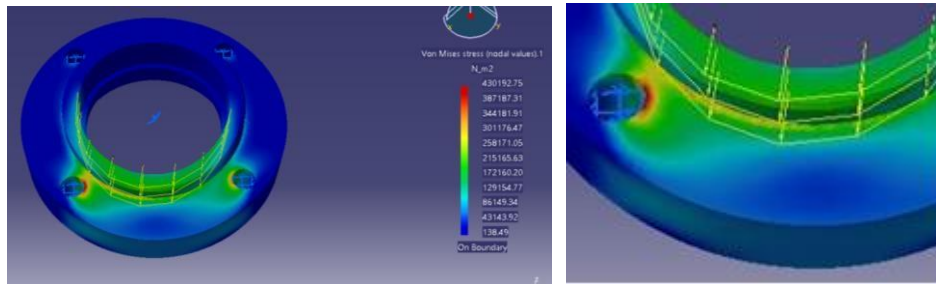 x
y
Von Mises stress (nodal values).1
N_m2
430192.75
387187.31
344181.91
301176.47
258171.05
215165.63
172160.20
129154.77
86149.34
43143.92
138.49
On Boundary